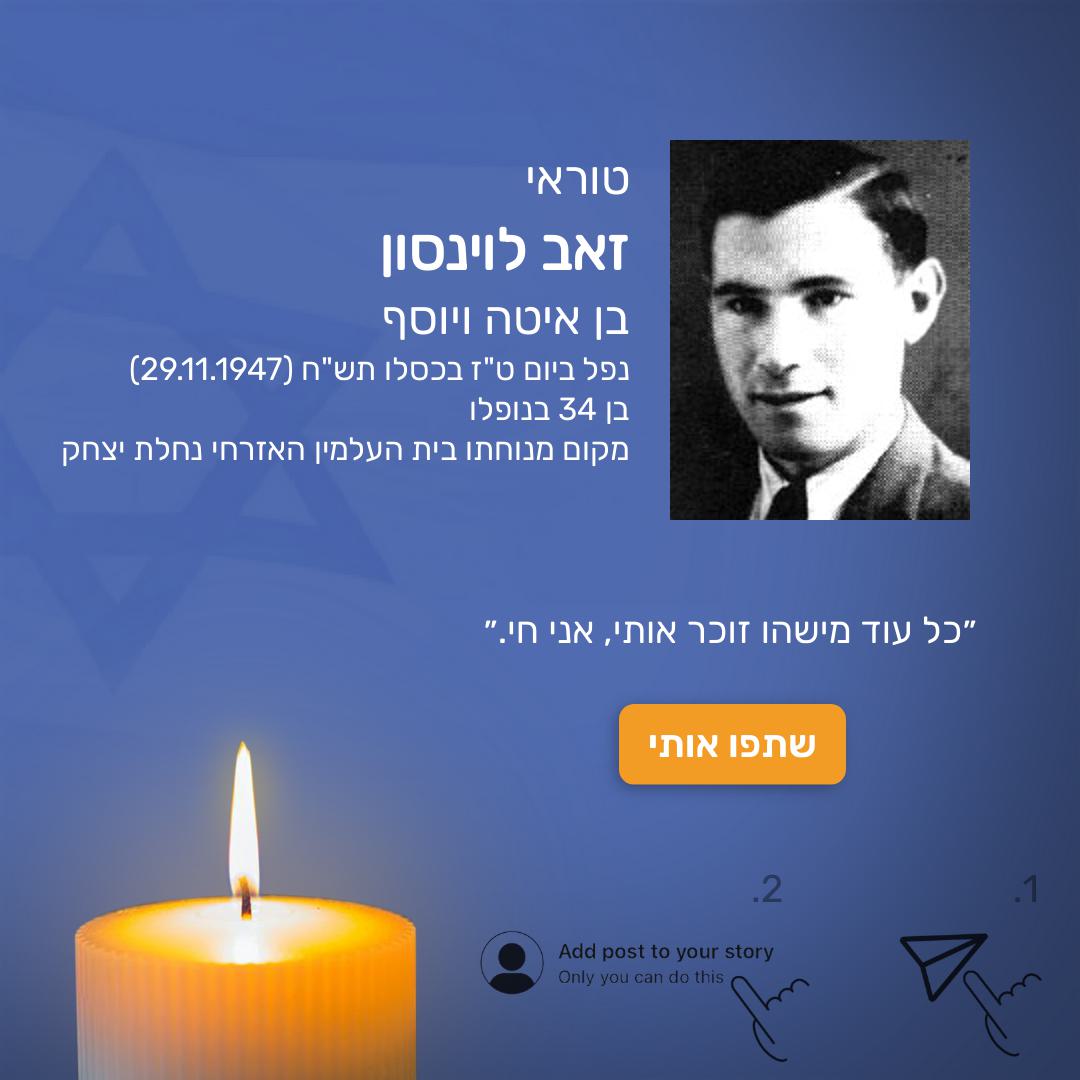 טוראי
זאב לוינסון
בן איטה ויוסף
נפל ביום ט"ז בכסלו תש"ח (29.11.1947)
בן 34 בנופלו
מקום מנוחתו בית העלמין האזרחי נחלת יצחק
״כל עוד מישהו זוכר אותי, אני חי.״
שתפו אותי
.1
.2
Add post to your story
Only you can do this